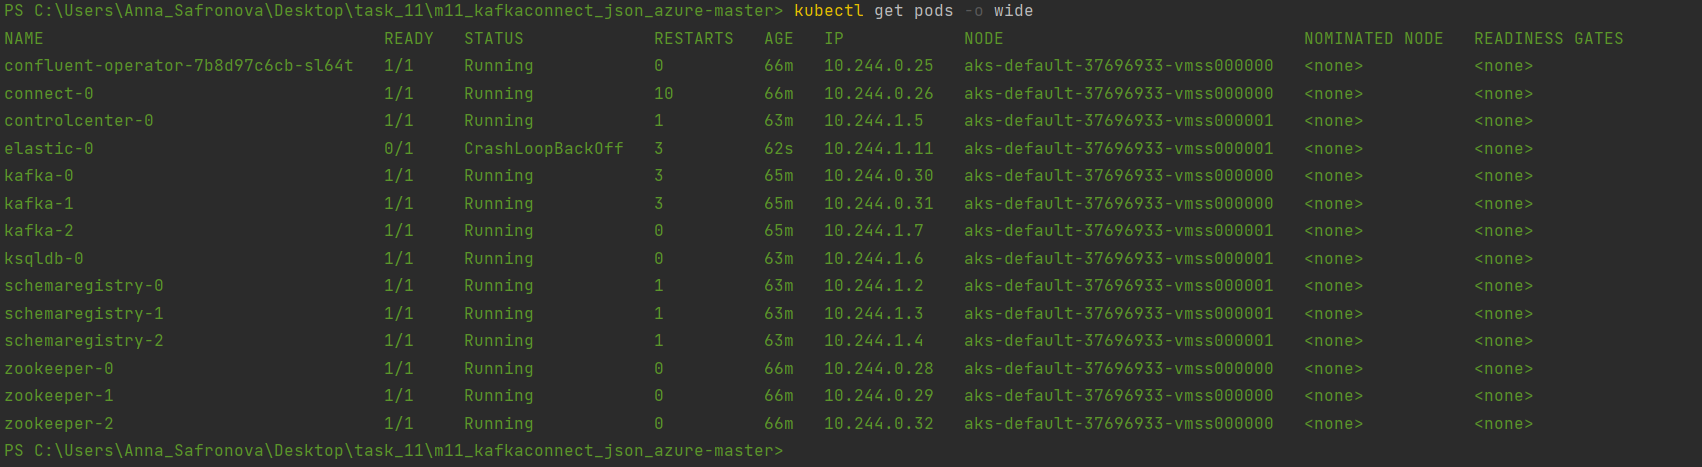 PS C:\Users\Anna_Safronova\Desktop\task_11\m11_kafkaconnect_json_azure-master> kubectl get pods -o wide
NAME READY STATUS RESTARTS AGE IP NODE NOMINATED NODE READINESS GATES
confluent-operator-7b8d97c6cb-sl64t 1/1 Running 0 66m 10.244.0.25 aks-default-37696933-vmss000000 <none> <none>
connect-0 1/1 Running 10 66m 10.244.0.26 aks-default-37696933-vmss000000 <none> <none>
controlcenter-0 1/1 Running 1 63m 10.244.1.5 aks-default-37696933-vmss000001 <none> <none>
elastic-0 0/1 CrashLoopBackOff 3 62s 10.244.1.11 aks-default-37696933-vmss000001 <none> <none>
kafka-0 1/1 Running 3 65m 10.244.0.30 aks-default-37696933-vmss000000 <none> <none>
kafka-1 1/1 Running 3 65m 10.244.0.31 aks-default-37696933-vmss000000 <none> <none>
kafka-2 1/1 Running 0 65m 10.244.1.7 aks-default-37696933-vmss000001 <none> <none>
ksqldb-0 1/1 Running 0 63m 10.244.1.6 aks-default-37696933-vmss000001 <none> <none>
schemaregistry-0 1/1 Running 1 63m 10.244.1.2 aks-default-37696933-vmss000001 <none> <none>
schemaregistry-1 1/1 Running 1 63m 10.244.1.3 aks-default-37696933-vmss000001 <none> <none>
schemaregistry-2 1/1 Running 1 63m 10.244.1.4 aks-default-37696933-vmss000001 <none> <none>
zookeeper-0 1/1 Running 0 66m 10.244.0.28 aks-default-37696933-vmss000000 <none> <none>
zookeeper-1 1/1 Running 0 66m 10.244.0.29 aks-default-37696933-vmss000000 <none> <none>
zookeeper-2 1/1 Running 0 66m 10.244.0.32 aks-default-37696933-vmss000000 <none> <none>
PS C:\Users\Anna_Safronova\Desktop\task_11\m11_kafkaconnect_json_azure-master>